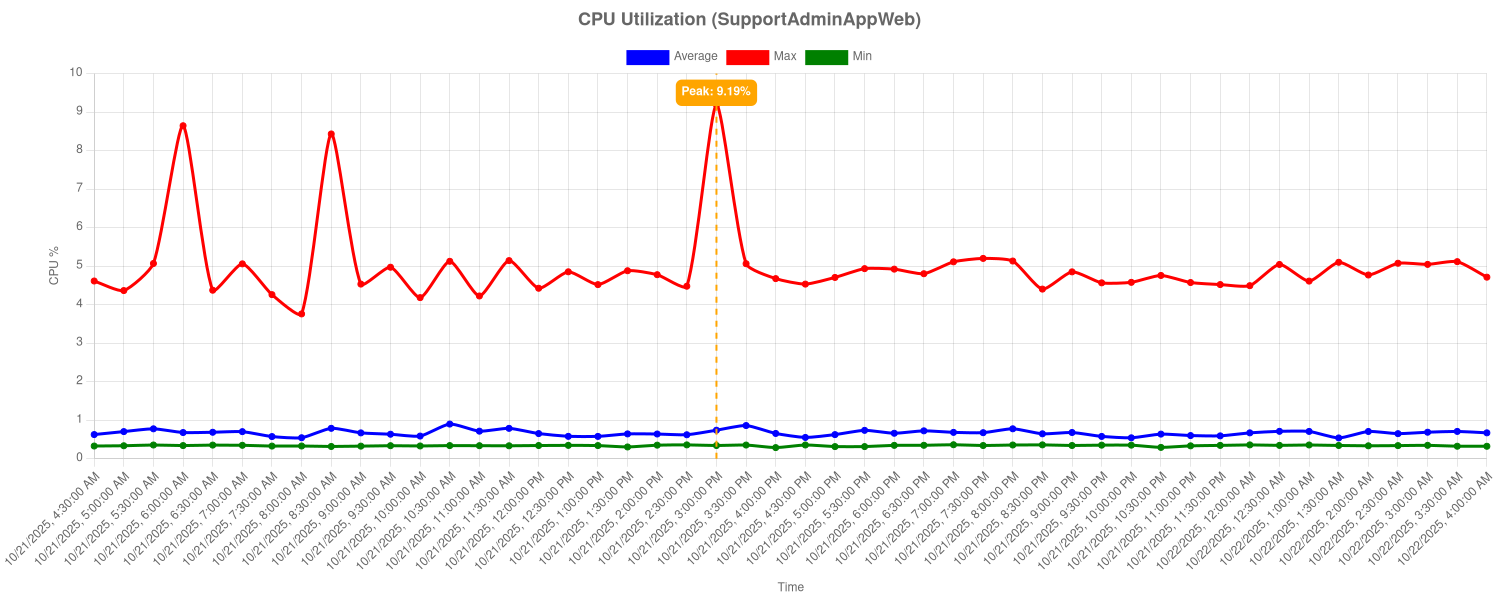 CPU Utilization (SupportAdminAppWeb)
Average Max Min
Peak: 9.19%
10
9
8
7
6
5
4
3
2
1
0
CPU %
10/21/2025, 4:30:00 AM
10/21/2025, 5:00:00 AM
10/21/2025, 5:30:00 AM
10/21/2025, 6:00:00 AM
10/21/2025, 6:30:00 AM
10/21/2025, 7:00:00 AM
10/21/2025, 7:30:00 AM
10/21/2025, 8:00:00 AM
10/21/2025, 8:30:00 AM
10/21/2025, 9:00:00 AM
10/21/2025, 9:30:00 AM
10/21/2025, 10:00:00 AM
10/21/2025, 10:30:00 AM
10/21/2025, 11:00:00 AM
10/21/2025, 11:30:00 AM
10/21/2025, 12:00:00 PM
10/21/2025, 12:30:00 PM
10/21/2025, 1:00:00 PM
10/21/2025, 1:30:00 PM
10/21/2025, 2:00:00 PM
10/21/2025, 2:30:00 PM
10/21/2025, 3:00:00 PM
10/21/2025, 3:30:00 PM
10/21/2025, 4:00:00 PM
10/21/2025, 4:30:00 PM
10/21/2025, 5:00:00 PM
10/21/2025, 5:30:00 PM
10/21/2025, 6:00:00 PM
10/21/2025, 6:30:00 PM
10/21/2025, 7:00:00 PM
10/21/2025, 7:30:00 PM
10/21/2025, 8:00:00 PM
10/21/2025, 8:30:00 PM
10/21/2025, 9:00:00 PM
10/21/2025, 9:30:00 PM
10/21/2025, 10:00:00 PM
10/21/2025, 10:30:00 PM
10/21/2025, 11:00:00 PM
10/21/2025, 11:30:00 PM
10/22/2025, 12:00:00 AM
10/22/2025, 12:30:00 AM
10/22/2025, 1:00:00 AM
10/22/2025, 1:30:00 AM
10/22/2025, 2:00:00 AM
10/22/2025, 2:30:00 AM
10/22/2025, 3:00:00 AM
10/22/2025, 3:30:00 AM
10/22/2025, 4:00:00 AM
Time